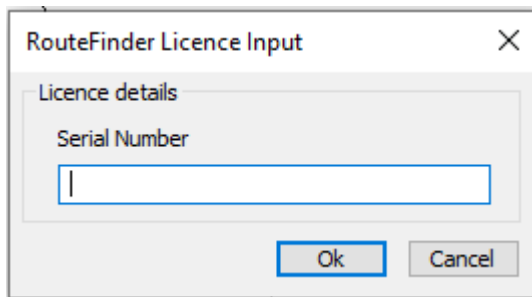 RouteFinder Licence Input
Licence details
Serial Number
Ok Cancel